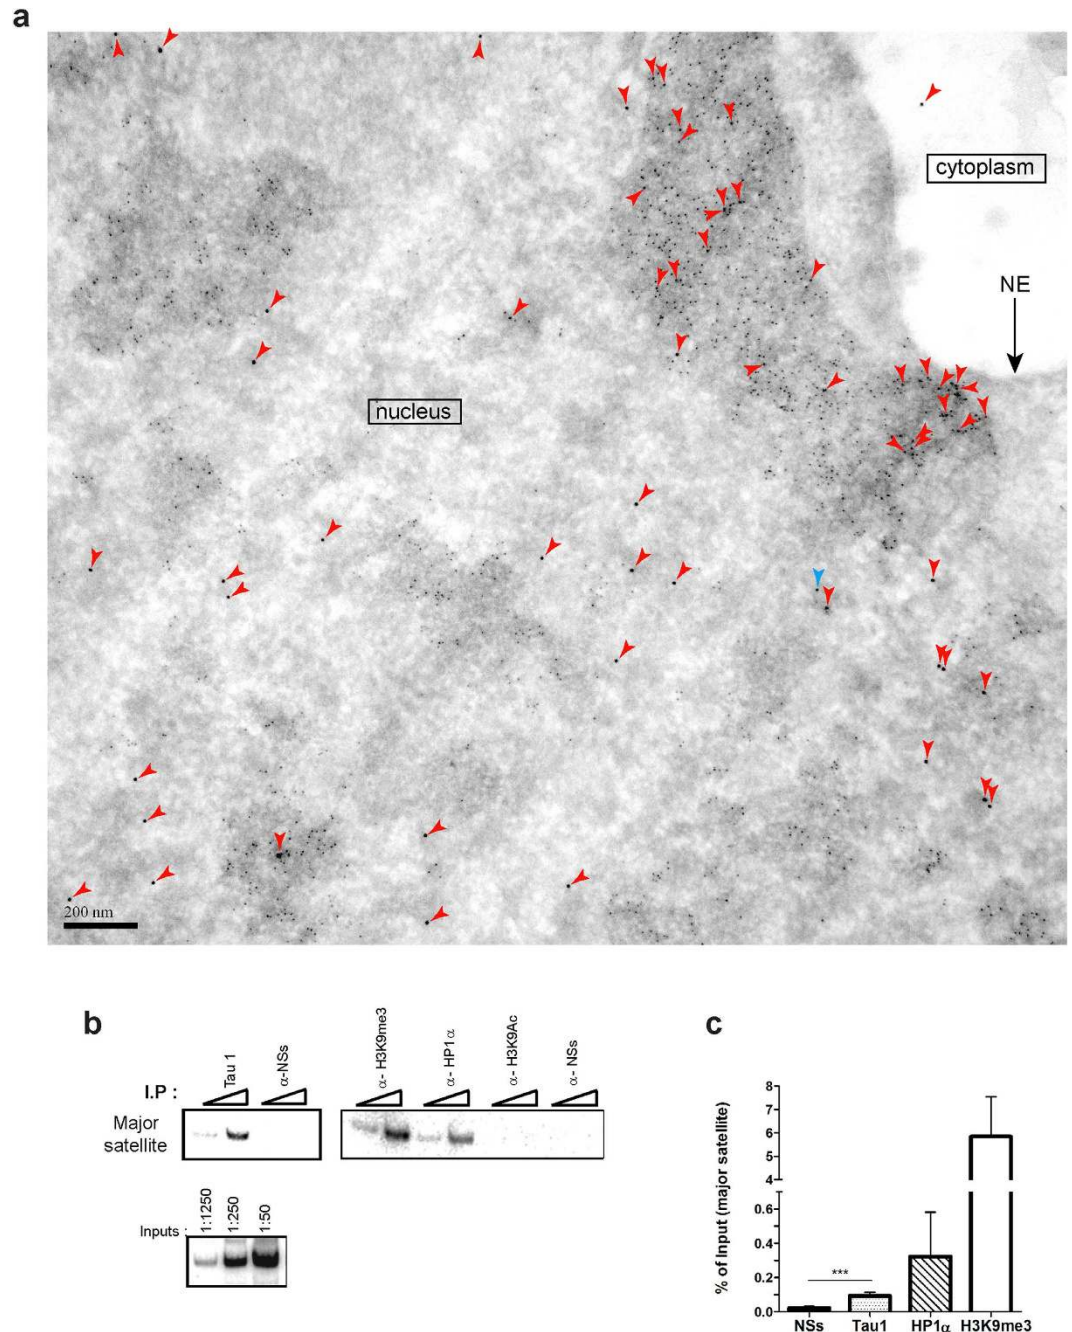 a
cytoplasm
NE
nucleus
200 nm
b
I.P :
Tau 1
α-NSs
α- H3K9me3
α- HP1α
α- H3K9Ac
α- NSs
Major
satellite
Inputs :
1:1250
1:250
1:50
c
% of Input (major satellite)
8
7
6
5
4
0.6
0.4
0.2
0.0
***
NSs Tau1 HP1α H3K9me3